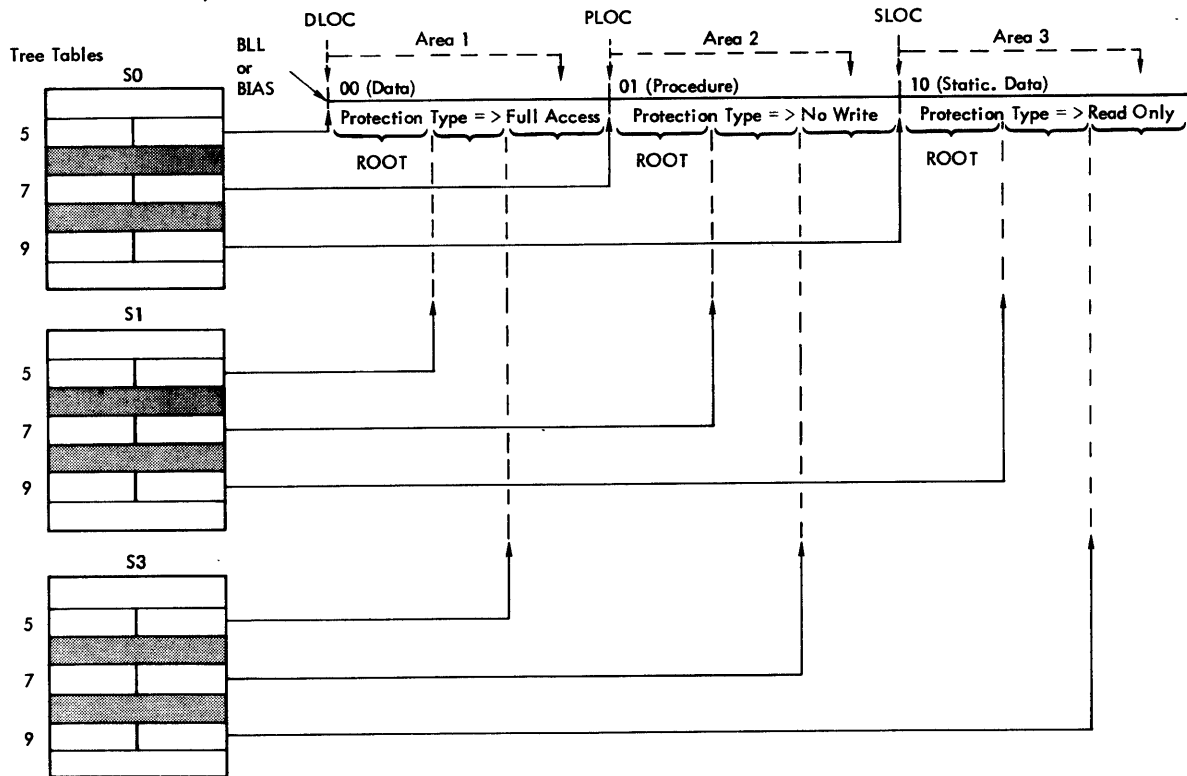 DLOC
PLOC
SLOC
Area 1
Area 2
Area 3
Tree Tables
BLL
or
BIAS
S0
00 (Data)
01 (Procedure)
10 (Static. Data)
Protection Type => Full Access
Protection Type => No Write
Protection Type => Read Only
ROOT
ROOT
ROOT
5
7
9
S1
5
7
9
S3
5
7
9